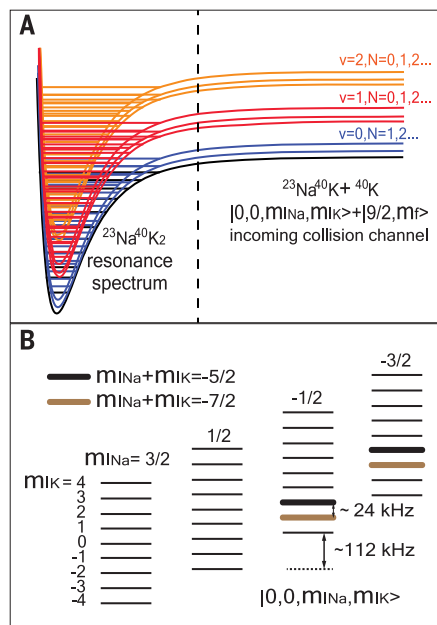 A
v=2,N=0,1,2...
v=1,N=0,1,2...
v=0,N=1,2...
²³Na⁴⁰K₂
resonance
spectrum
²³Na⁴⁰K+ ⁴⁰K
|0,0,mINa,mIK>+|9/2,mf>
incoming collision channel
B
mINa+mIK=-5/2
mINa+mIK=-7/2
-3/2
-1/2
1/2
mINa= 3/2
mIK= 4
3
2
1
0
-1
-2
-3
-4
~ 24 kHz
~112 kHz
|0,0,mINa,mIK>